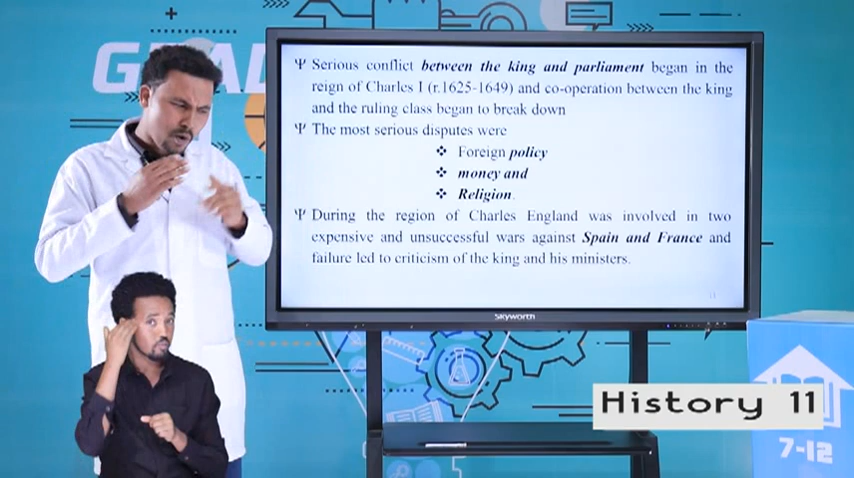 GRAD
Ψ Serious conflict between the king and parliament began in the
reign of Charles I (r.1625-1649) and co-operation between the king
and the ruling class began to break down
Ψ The most serious disputes were
❖ Foreign policy
❖ money and
❖ Religion.
Ψ During the region of Charles England was involved in two
expensive and unsuccessful wars against Spain and France and
failure led to criticism of the king and his ministers.
Skyworth
History 11
7-12